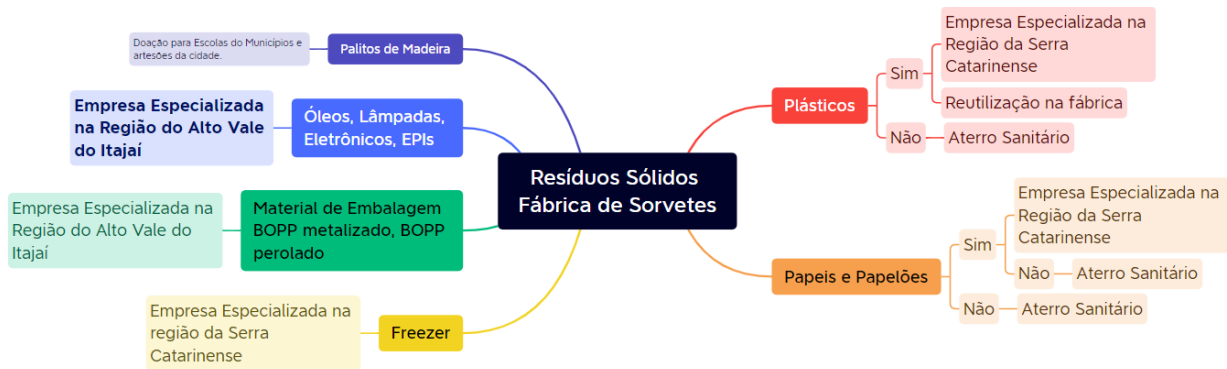 Doação para Escolas do Municípios e
artesões da cidade.
Palitos de Madeira
Empresa Especializada
na Região do Alto Vale
do Itajaí
Óleos, Lâmpadas,
Eletrônicos, EPIs
Empresa Especializada na
Região do Alto Vale do
Itajaí
Material de Embalagem
BOPP metalizado, BOPP
perolado
Empresa Especializada na
região da Serra
Catarinense
Freezer
Resíduos Sólidos
Fábrica de Sorvetes
Plásticos
Sim
Empresa Especializada na
Região da Serra
Catarinense
Reutilização na fábrica
Não
Aterro Sanitário
Papeis e Papelões
Sim
Empresa Especializada na
Região da Serra
Catarinense
Não
Aterro Sanitário
Não
Aterro Sanitário